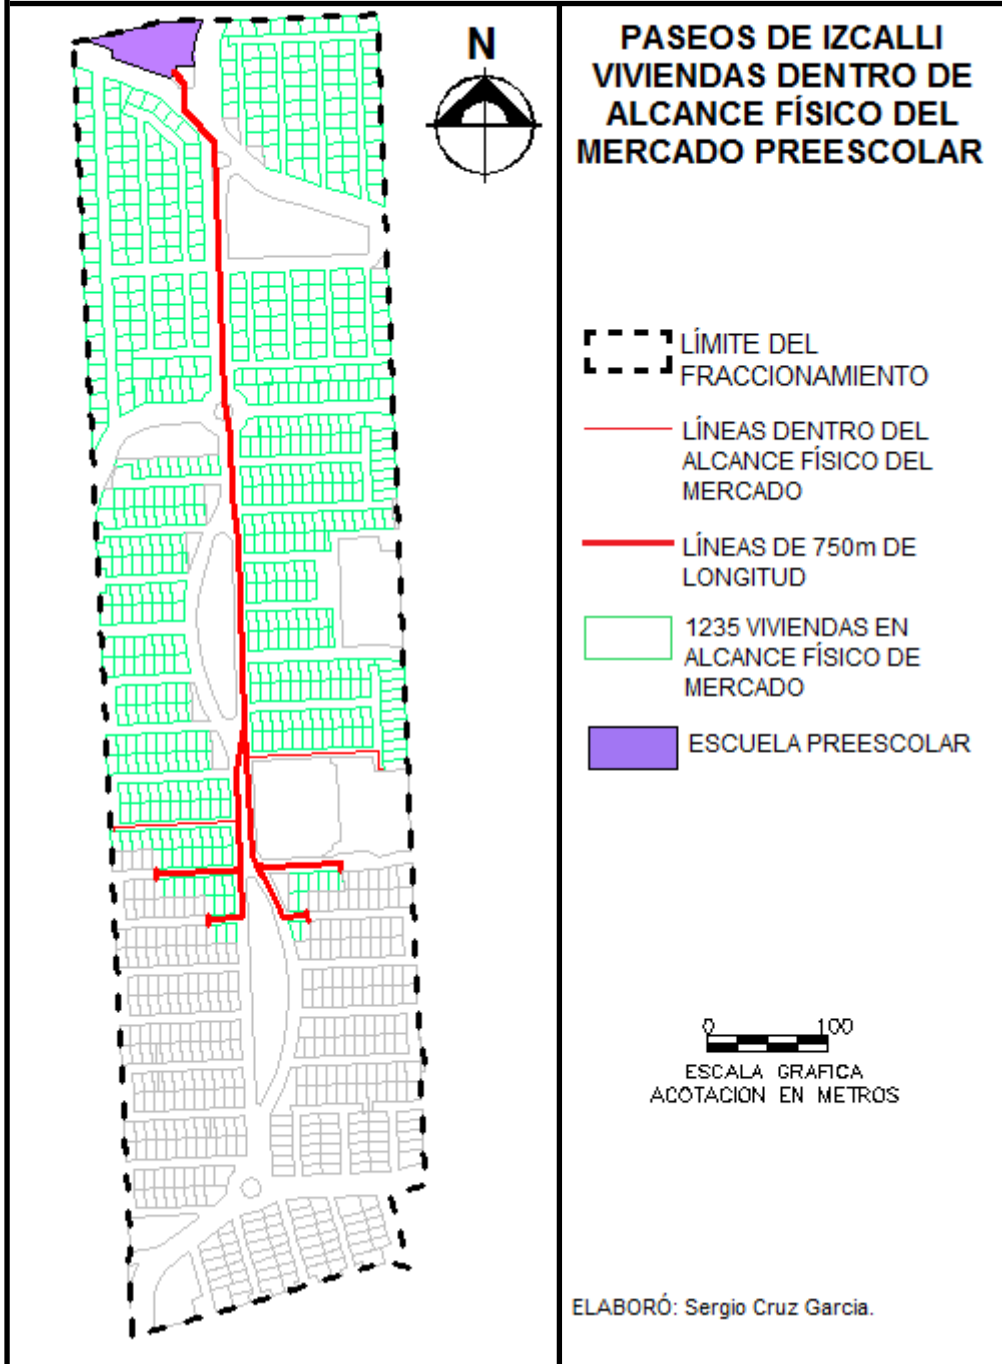 N
PASEOS DE IZCALLI
VIVIENDAS DENTRO DE
ALCANCE FÍSICO DEL
MERCADO PREESCOLAR
LÍMITE DEL
FRACCIONAMIENTO
LÍNEAS DENTRO DEL
ALCANCE FÍSICO DEL
MERCADO
LÍNEAS DE 750m DE
LONGITUD
1235 VIVIENDAS EN
ALCANCE FÍSICO DE
MERCADO
ESCUELA PREESCOLAR
0 100
ESCALA GRAFICA
ACOTACION EN METROS
ELABORÓ: Sergio Cruz Garcia.